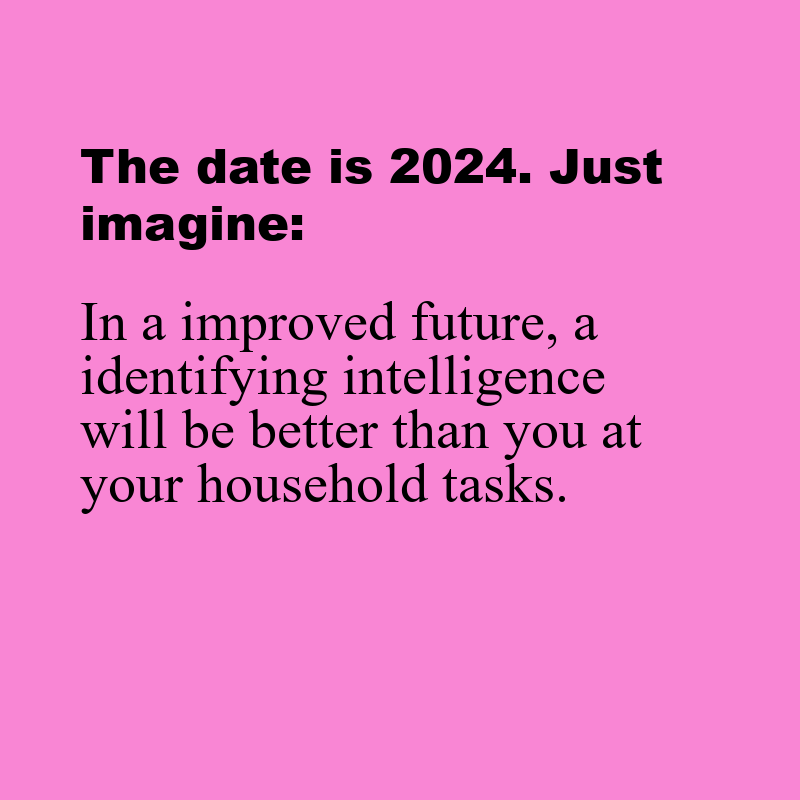 The date is 2024. Just
imagine:
In a improved future, a
identifying intelligence
will be better than you at
your household tasks.